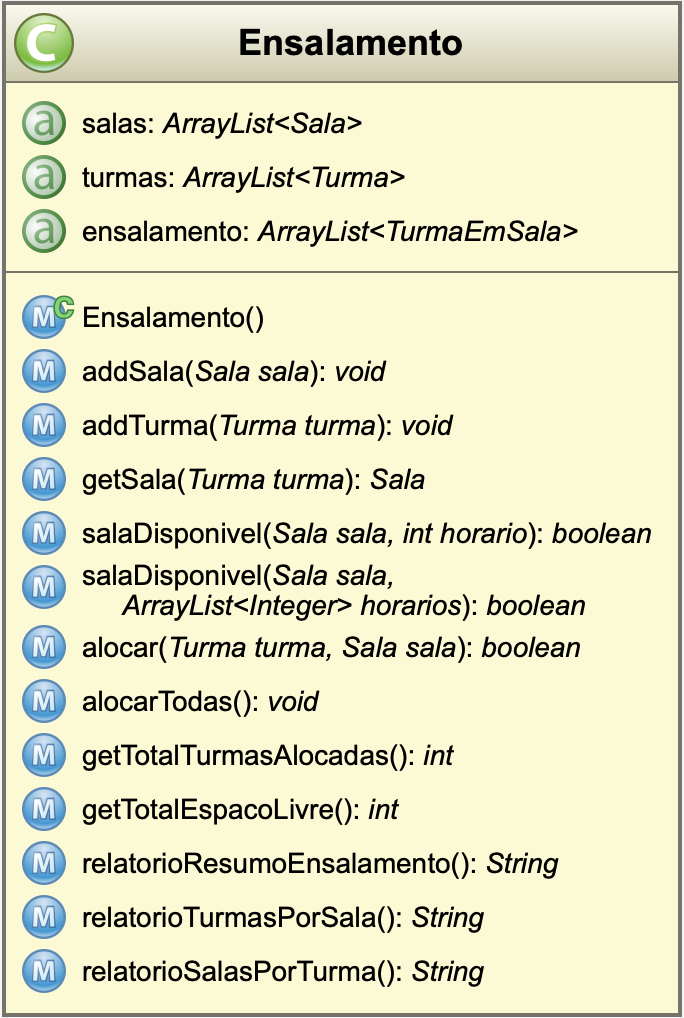 C
Ensalamento
a salas: ArrayList<Sala>
a turmas: ArrayList<Turma>
a ensalamento: ArrayList<TurmaEmSala>
M C Ensalamento()
M addSala(Sala sala): void
M addTurma(Turma turma): void
M getSala(Turma turma): Sala
M salaDisponivel(Sala sala, int horario): boolean
M salaDisponivel(Sala sala,
ArrayList<Integer> horarios): boolean
M alocar(Turma turma, Sala sala): boolean
M alocarTodas(): void
M getTotalTurmasAlocadas(): int
M getTotalEspacoLivre(): int
M relatorioResumoEnsalamento(): String
M relatorioTurmasPorSala(): String
M relatorioSalasPorTurma(): String